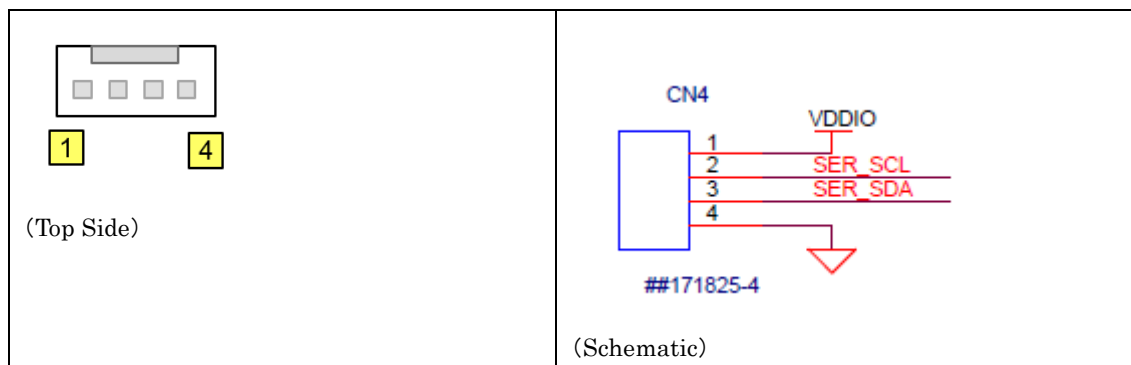 1
4
(Top Side)
CN4
VDDIO
1
2
SER_SCL
3
SER_SDA
4
##171825-4
(Schematic)